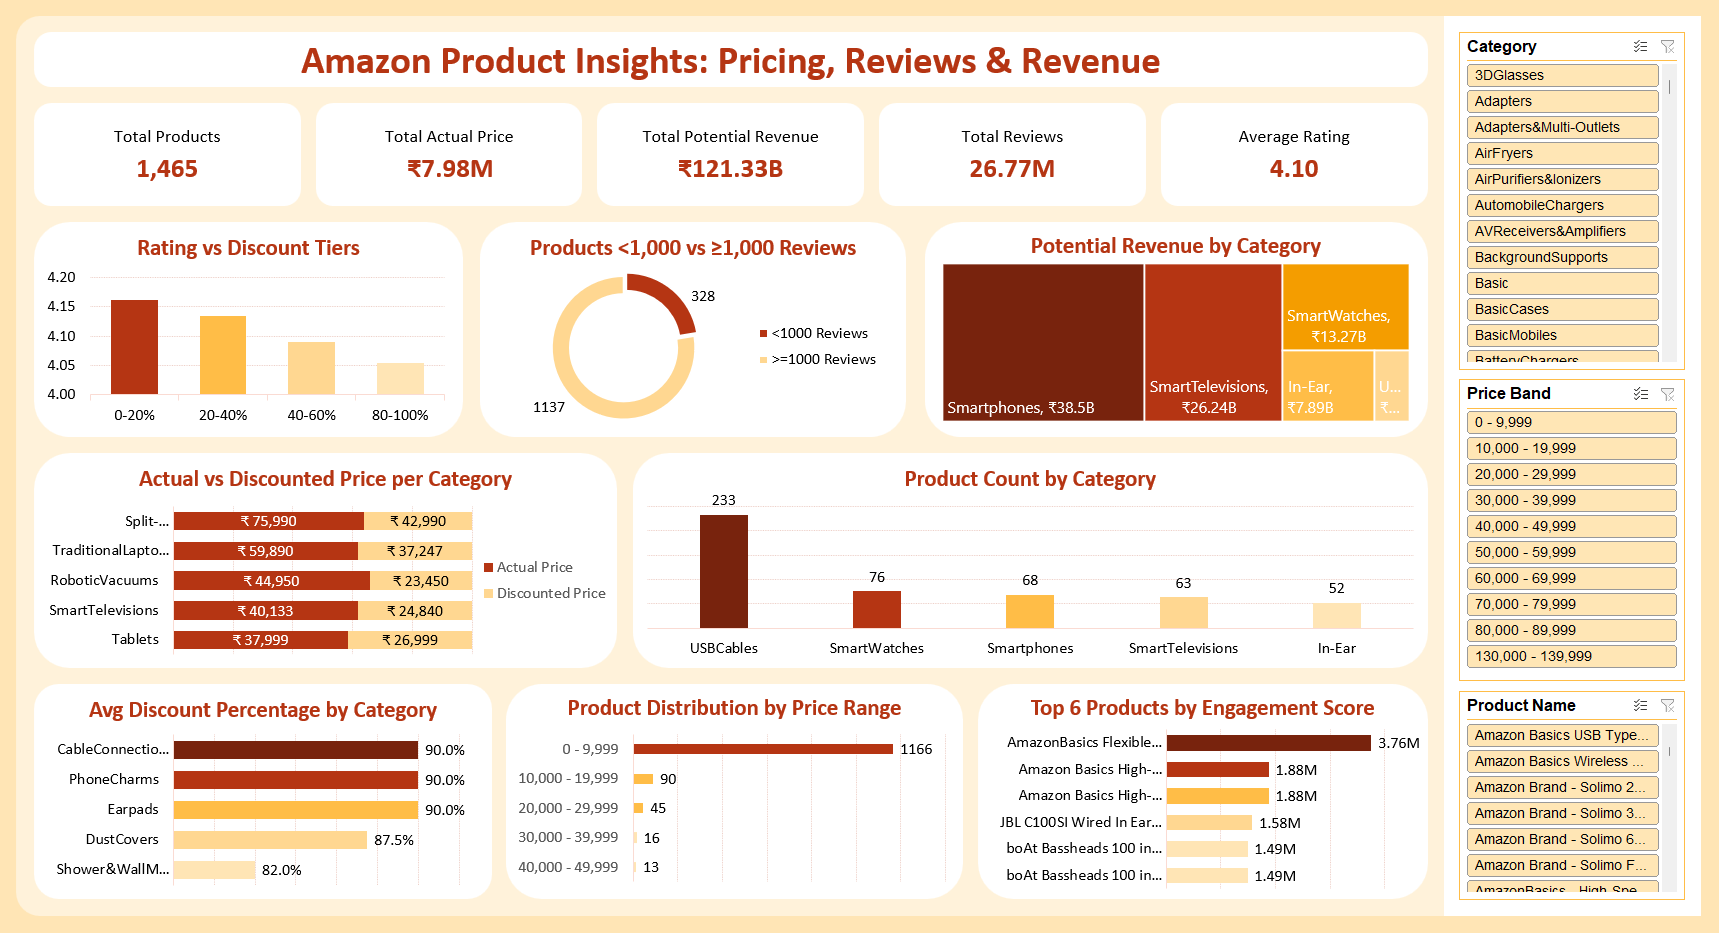 Amazon Product Insights: Pricing, Reviews & Revenue
Total Products
1,465
Total Actual Price
₹7.98M
Total Potential Revenue
₹121.33B
Total Reviews
26.77M
Average Rating
4.10
Rating vs Discount Tiers
4.20
4.15
4.10
4.05
4.00
0-20%
20-40%
40-60%
80-100%
Products <1,000 vs ≥1,000 Reviews
328
1137
<1000 Reviews
>=1000 Reviews
Potential Revenue by Category
Smartphones, ₹38.5B
SmartTelevisions,
₹26.24B
SmartWatches,
₹13.27B
In-Ear,
₹7.89B
U...
₹...
Actual vs Discounted Price per Category
Split-...
₹ 75,990
₹ 42,990
TraditionalLapto...
₹ 59,890
₹ 37,247
RoboticVacuums
₹ 44,950
₹ 23,450
SmartTelevisions
₹ 40,133
₹ 24,840
Tablets
₹ 37,999
₹ 26,999
Actual Price
Discounted Price
Product Count by Category
233
76
68
63
52
USBCables
SmartWatches
Smartphones
SmartTelevisions
In-Ear
Avg Discount Percentage by Category
CableConnectio...
90.0%
PhoneCharms
90.0%
Earpads
90.0%
DustCovers
87.5%
Shower&WallM...
82.0%
Product Distribution by Price Range
0 - 9,999
1166
10,000 - 19,999
90
20,000 - 29,999
45
30,000 - 39,999
16
40,000 - 49,999
13
Top 6 Products by Engagement Score
AmazonBasics Flexible...
3.76M
Amazon Basics High-...
1.88M
Amazon Basics High-...
1.88M
JBL C100SI Wired In Ear...
1.58M
boAt Bassheads 100 in...
1.49M
boAt Bassheads 100 in...
1.49M
Category
3DGlasses
Adapters
Adapters&Multi-Outlets
AirFryers
AirPurifiers&Ionizers
AutomobileChargers
AVReceivers&Amplifiers
BackgroundSupports
Basic
BasicCases
BasicMobiles
BatteryChargers
Price Band
0 - 9,999
10,000 - 19,999
20,000 - 29,999
30,000 - 39,999
40,000 - 49,999
50,000 - 59,999
60,000 - 69,999
70,000 - 79,999
80,000 - 89,999
130,000 - 139,999
Product Name
Amazon Basics USB Type...
Amazon Basics Wireless ...
Amazon Brand - Solimo 2...
Amazon Brand - Solimo 3...
Amazon Brand - Solimo 6...
Amazon Brand - Solimo F...
AmazonBasics - High-Spe...